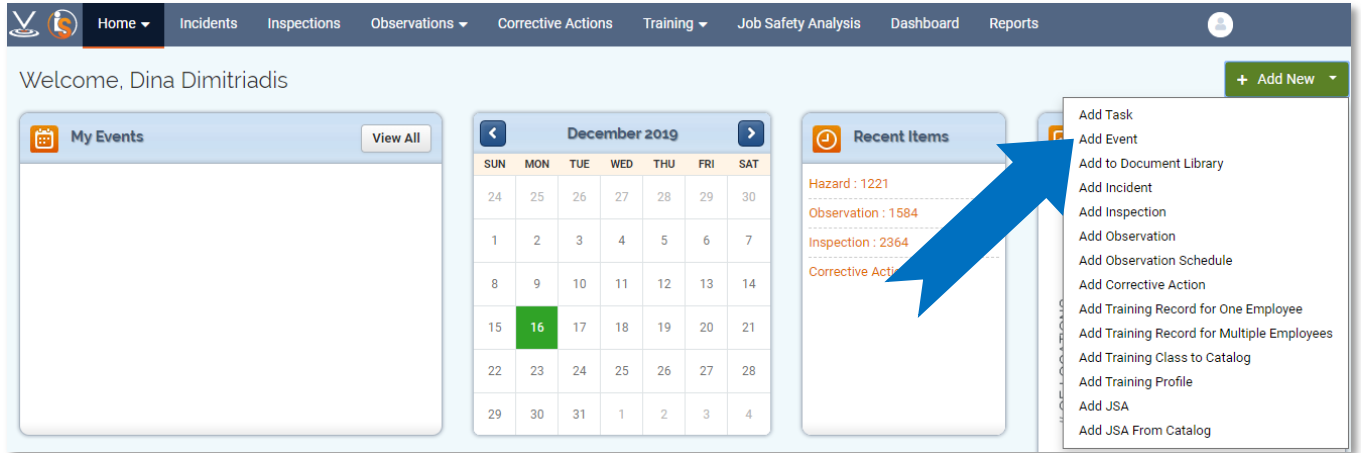 Home Incidents Inspections Observations Corrective Actions Training Job Safety Analysis Dashboard Reports
Welcome, Dina Dimitriadis
+ Add New
My Events
View All
December 2019
SUN MON TUE WED THU FRI SAT
24 25 26 27 28 29 30
1 2 3 4 5 6 7
8 9 10 11 12 13 14
15 16 17 18 19 20 21
22 23 24 25 26 27 28
29 30 31 1 2 3 4
Recent Items
Hazard : 1221
Observation : 1584
Inspection : 2364
Corrective
Add Task
Add Event
Add to Document Library
Add Incident
Add Inspection
Add Observation
Add Observation Schedule
Add Corrective Action
Add Training Record for One Employee
Add Training Record for Multiple Employees
Add Training Class to Catalog
Add Training Profile
Add JSA
Add JSA From Catalog